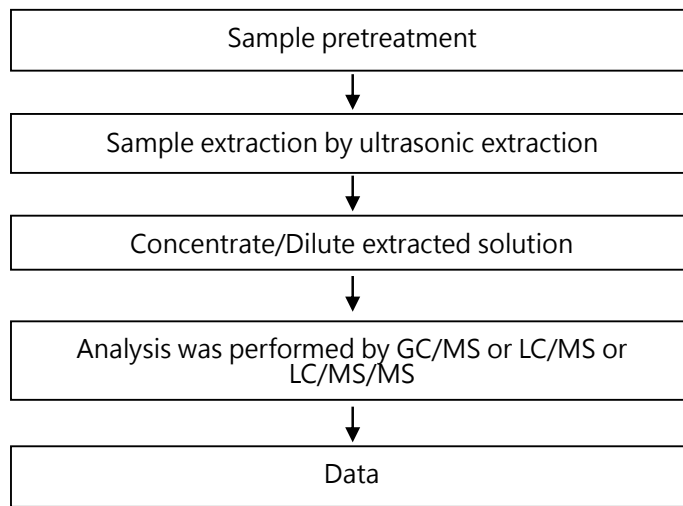 Sample pretreatment
Sample extraction by ultrasonic extraction
Concentrate/Dilute extracted solution
Analysis was performed by GC/MS or LC/MS or
LC/MS/MS
Data